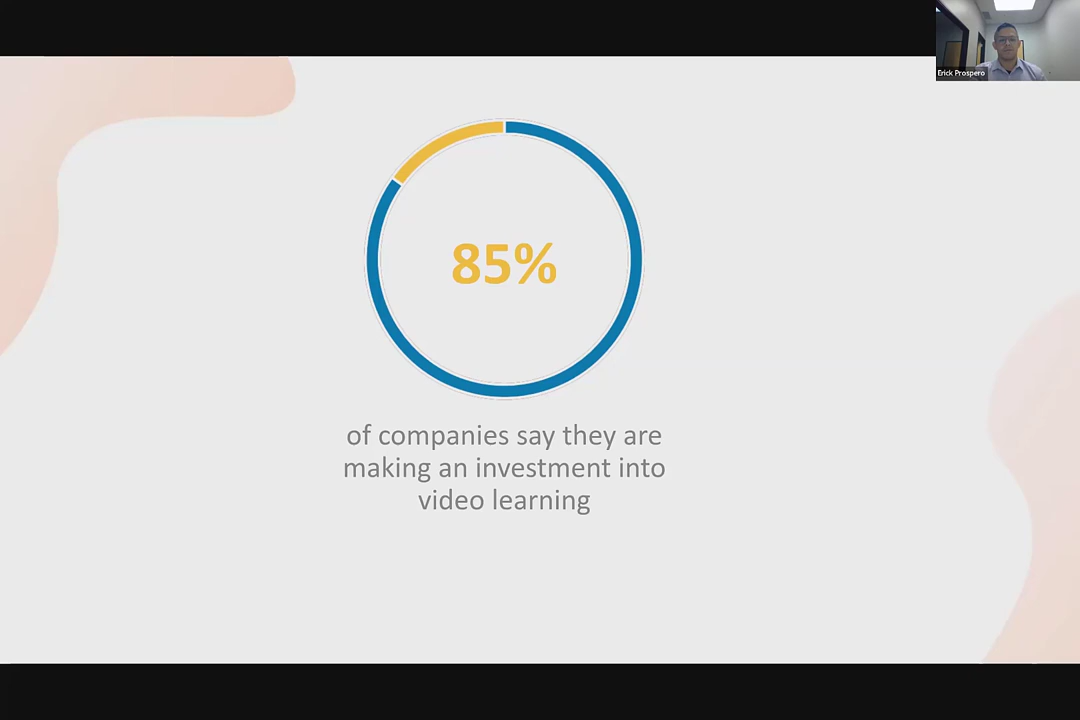 Erick Prospero
85%
of companies say they are
making an investment into
video learning